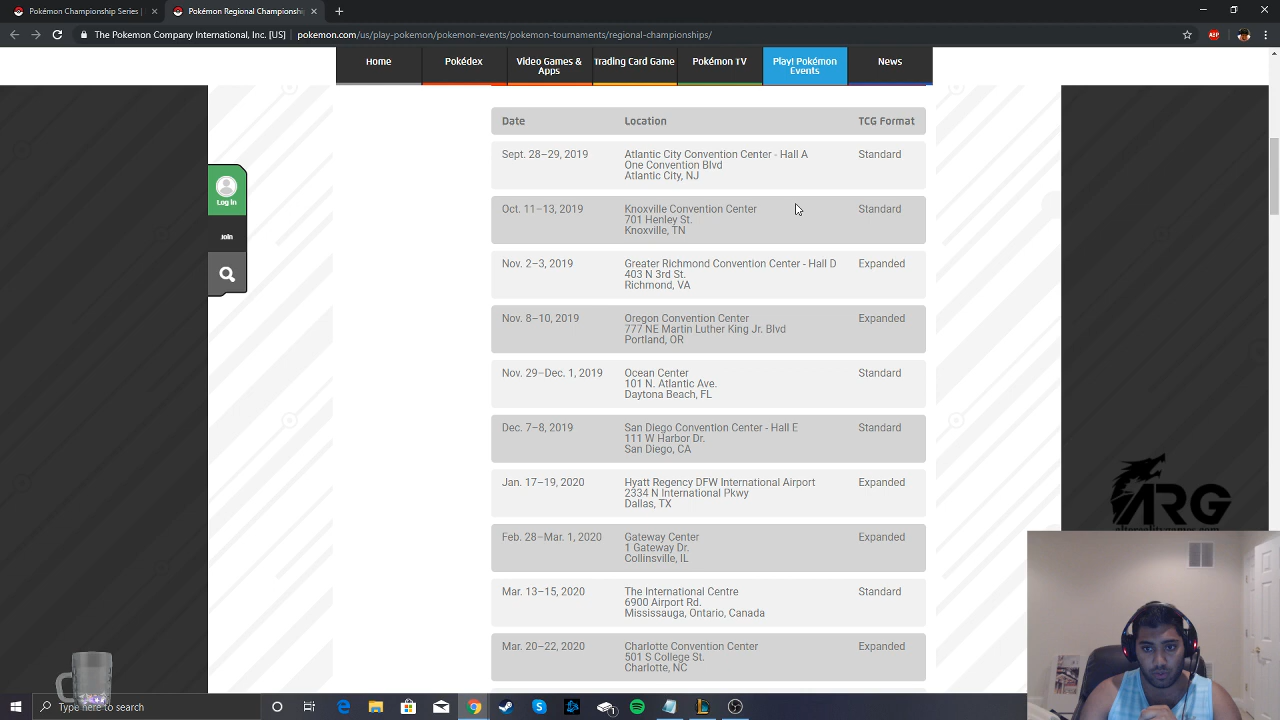 Pokémon Championship Series |
Pokémon Regional Championship
The Pokemon Company International, Inc. [US]
pokemon.com/us/play-pokemon/pokemon-events/pokemon-tournaments/regional-championships/
ABP
Home
Pokédex
Video Games &
Apps
Trading Card Game
Pokémon TV
Play! Pokémon
Events
News
Log In
Join
Date Location TCG Format
Sept. 28–29, 2019 Atlantic City Convention Center - Hall A Standard
One Convention Blvd
Atlantic City, NJ
Oct. 11–13, 2019 Knoxville Convention Center Standard
701 Henley St.
Knoxville, TN
Nov. 2–3, 2019 Greater Richmond Convention Center - Hall D Expanded
403 N 3rd St.
Richmond, VA
Nov. 8–10, 2019 Oregon Convention Center Expanded
777 NE Martin Luther King Jr. Blvd
Portland, OR
Nov. 29–Dec. 1, 2019 Ocean Center Standard
101 N. Atlantic Ave.
Daytona Beach, FL
Dec. 7–8, 2019 San Diego Convention Center - Hall E Standard
111 W Harbor Dr.
San Diego, CA
Jan. 17–19, 2020 Hyatt Regency DFW International Airport Expanded
2334 N International Pkwy
Dallas, TX
Feb. 28–Mar. 1, 2020 Gateway Center Expanded
1 Gateway Dr.
Collinsville, IL
Mar. 13–15, 2020 The International Centre Standard
6900 Airport Rd.
Mississauga, Ontario, Canada
Mar. 20–22, 2020 Charlotte Convention Center Expanded
501 S College St.
Charlotte, NC
ARG
alterealitygames.com
Type here to search